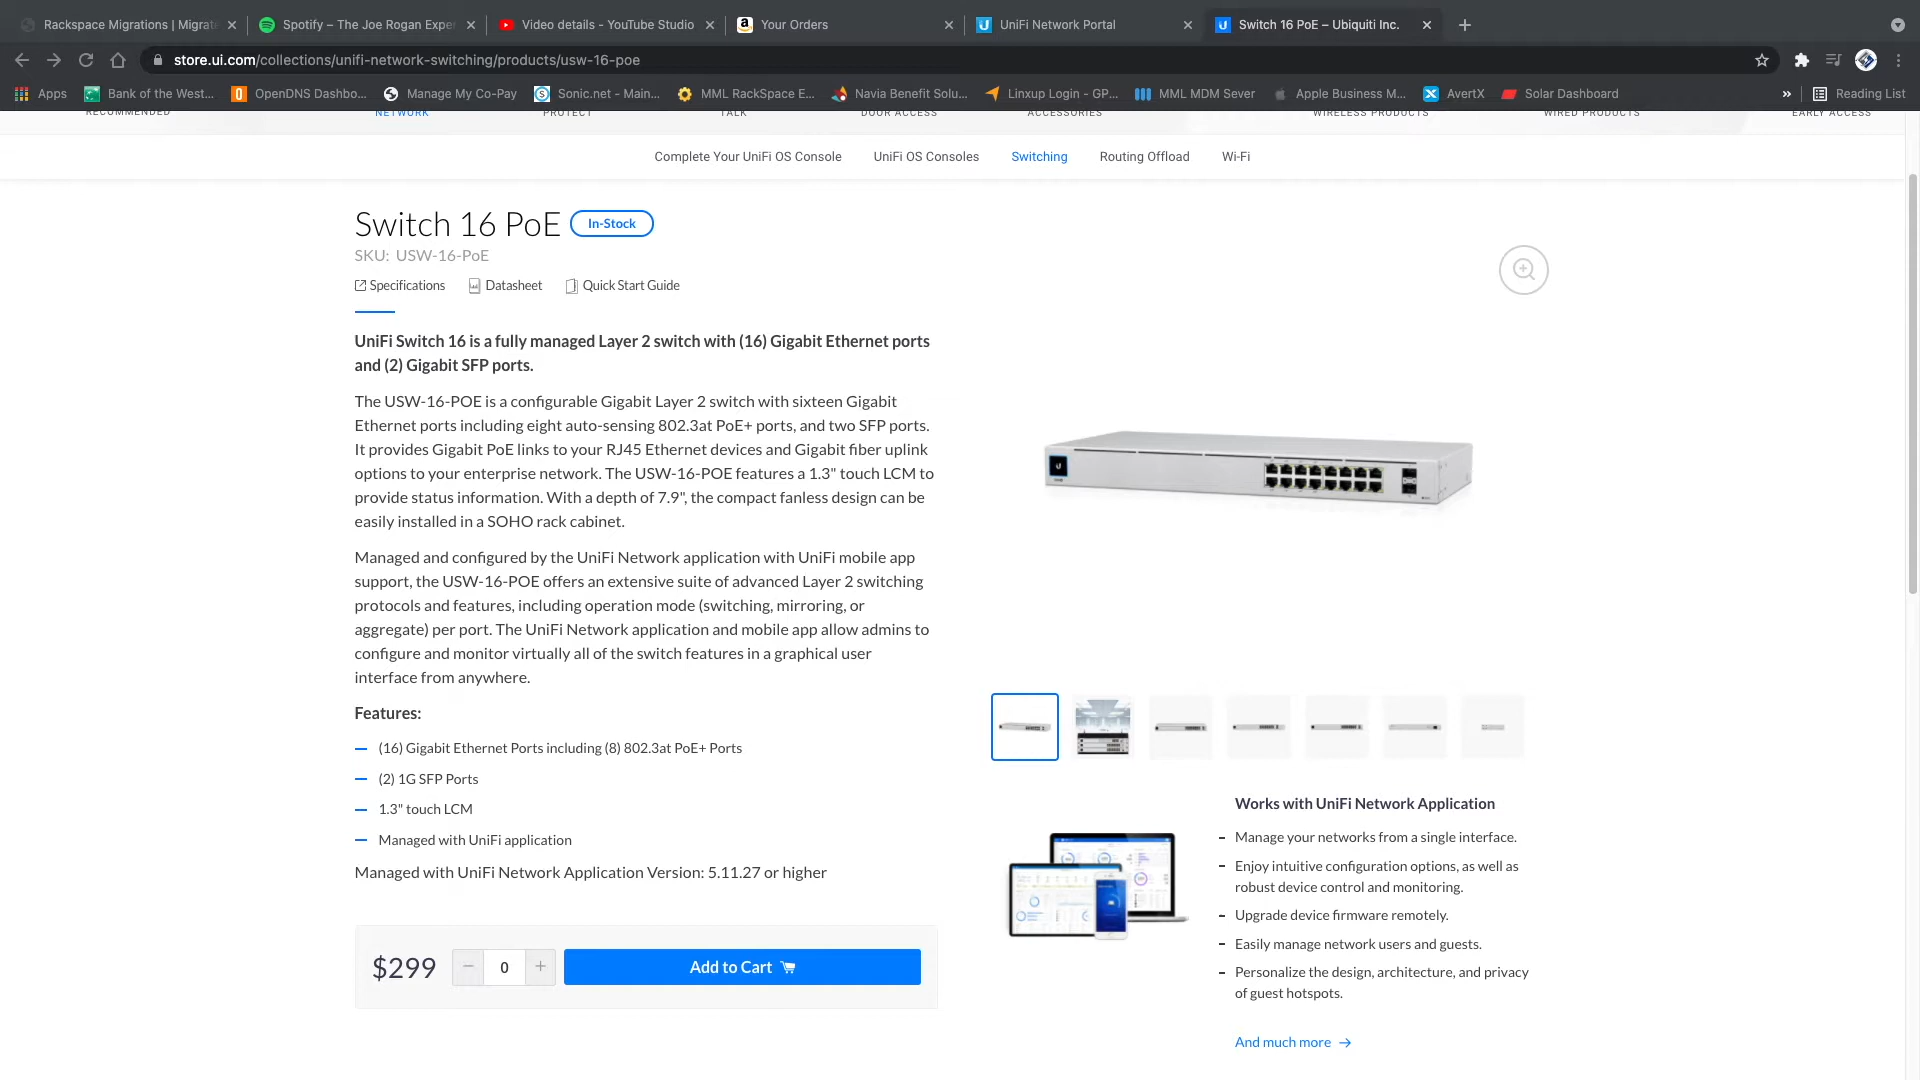 Rackspace Migrations | Migrat
Spotify – The Joe Rogan Exper
Video details - YouTube Studio
Your Orders
UniFi Network Portal
Switch 16 PoE – Ubiquiti Inc.
store.ui.com/collections/unifi-network-switching/products/usw-16-poe
Apps
Bank of the West...
OpenDNS Dashbo...
Manage My Co-Pay
Sonic.net - Main...
MML RackSpace E...
Navia Benefit Solu...
Linxup Login - GP...
MML MDM Sever
Apple Business M...
AvertX
Solar Dashboard
»
Reading List
RECOMMENDED
NETWORK
PROTECT
TALK
DOOR ACCESS
ACCESSORIES
WIRELESS PRODUCTS
WIRED PRODUCTS
EARLY ACCESS
Complete Your UniFi OS Console
UniFi OS Consoles
Switching
Routing Offload
Wi-Fi
Switch 16 PoE
In-Stock
SKU: USW-16-PoE
Specifications
Datasheet
Quick Start Guide
UniFi Switch 16 is a fully managed Layer 2 switch with (16) Gigabit Ethernet ports
and (2) Gigabit SFP ports.
The USW-16-POE is a configurable Gigabit Layer 2 switch with sixteen Gigabit
Ethernet ports including eight auto-sensing 802.3at PoE+ ports, and two SFP ports.
It provides Gigabit PoE links to your RJ45 Ethernet devices and Gigabit fiber uplink
options to your enterprise network. The USW-16-POE features a 1.3" touch LCM to
provide status information. With a depth of 7.9", the compact fanless design can be
easily installed in a SOHO rack cabinet.
Managed and configured by the UniFi Network application with UniFi mobile app
support, the USW-16-POE offers an extensive suite of advanced Layer 2 switching
protocols and features, including operation mode (switching, mirroring, or
aggregate) per port. The UniFi Network application and mobile app allow admins to
configure and monitor virtually all of the switch features in a graphical user
interface from anywhere.
Features:
(16) Gigabit Ethernet Ports including (8) 802.3at PoE+ Ports
(2) 1G SFP Ports
1.3" touch LCM
Managed with UniFi application
Managed with UniFi Network Application Version: 5.11.27 or higher
$299
0
Add to Cart
Works with UniFi Network Application
- Manage your networks from a single interface.
- Enjoy intuitive configuration options, as well as
robust device control and monitoring.
- Upgrade device firmware remotely.
- Easily manage network users and guests.
- Personalize the design, architecture, and privacy
of guest hotspots.
And much more →